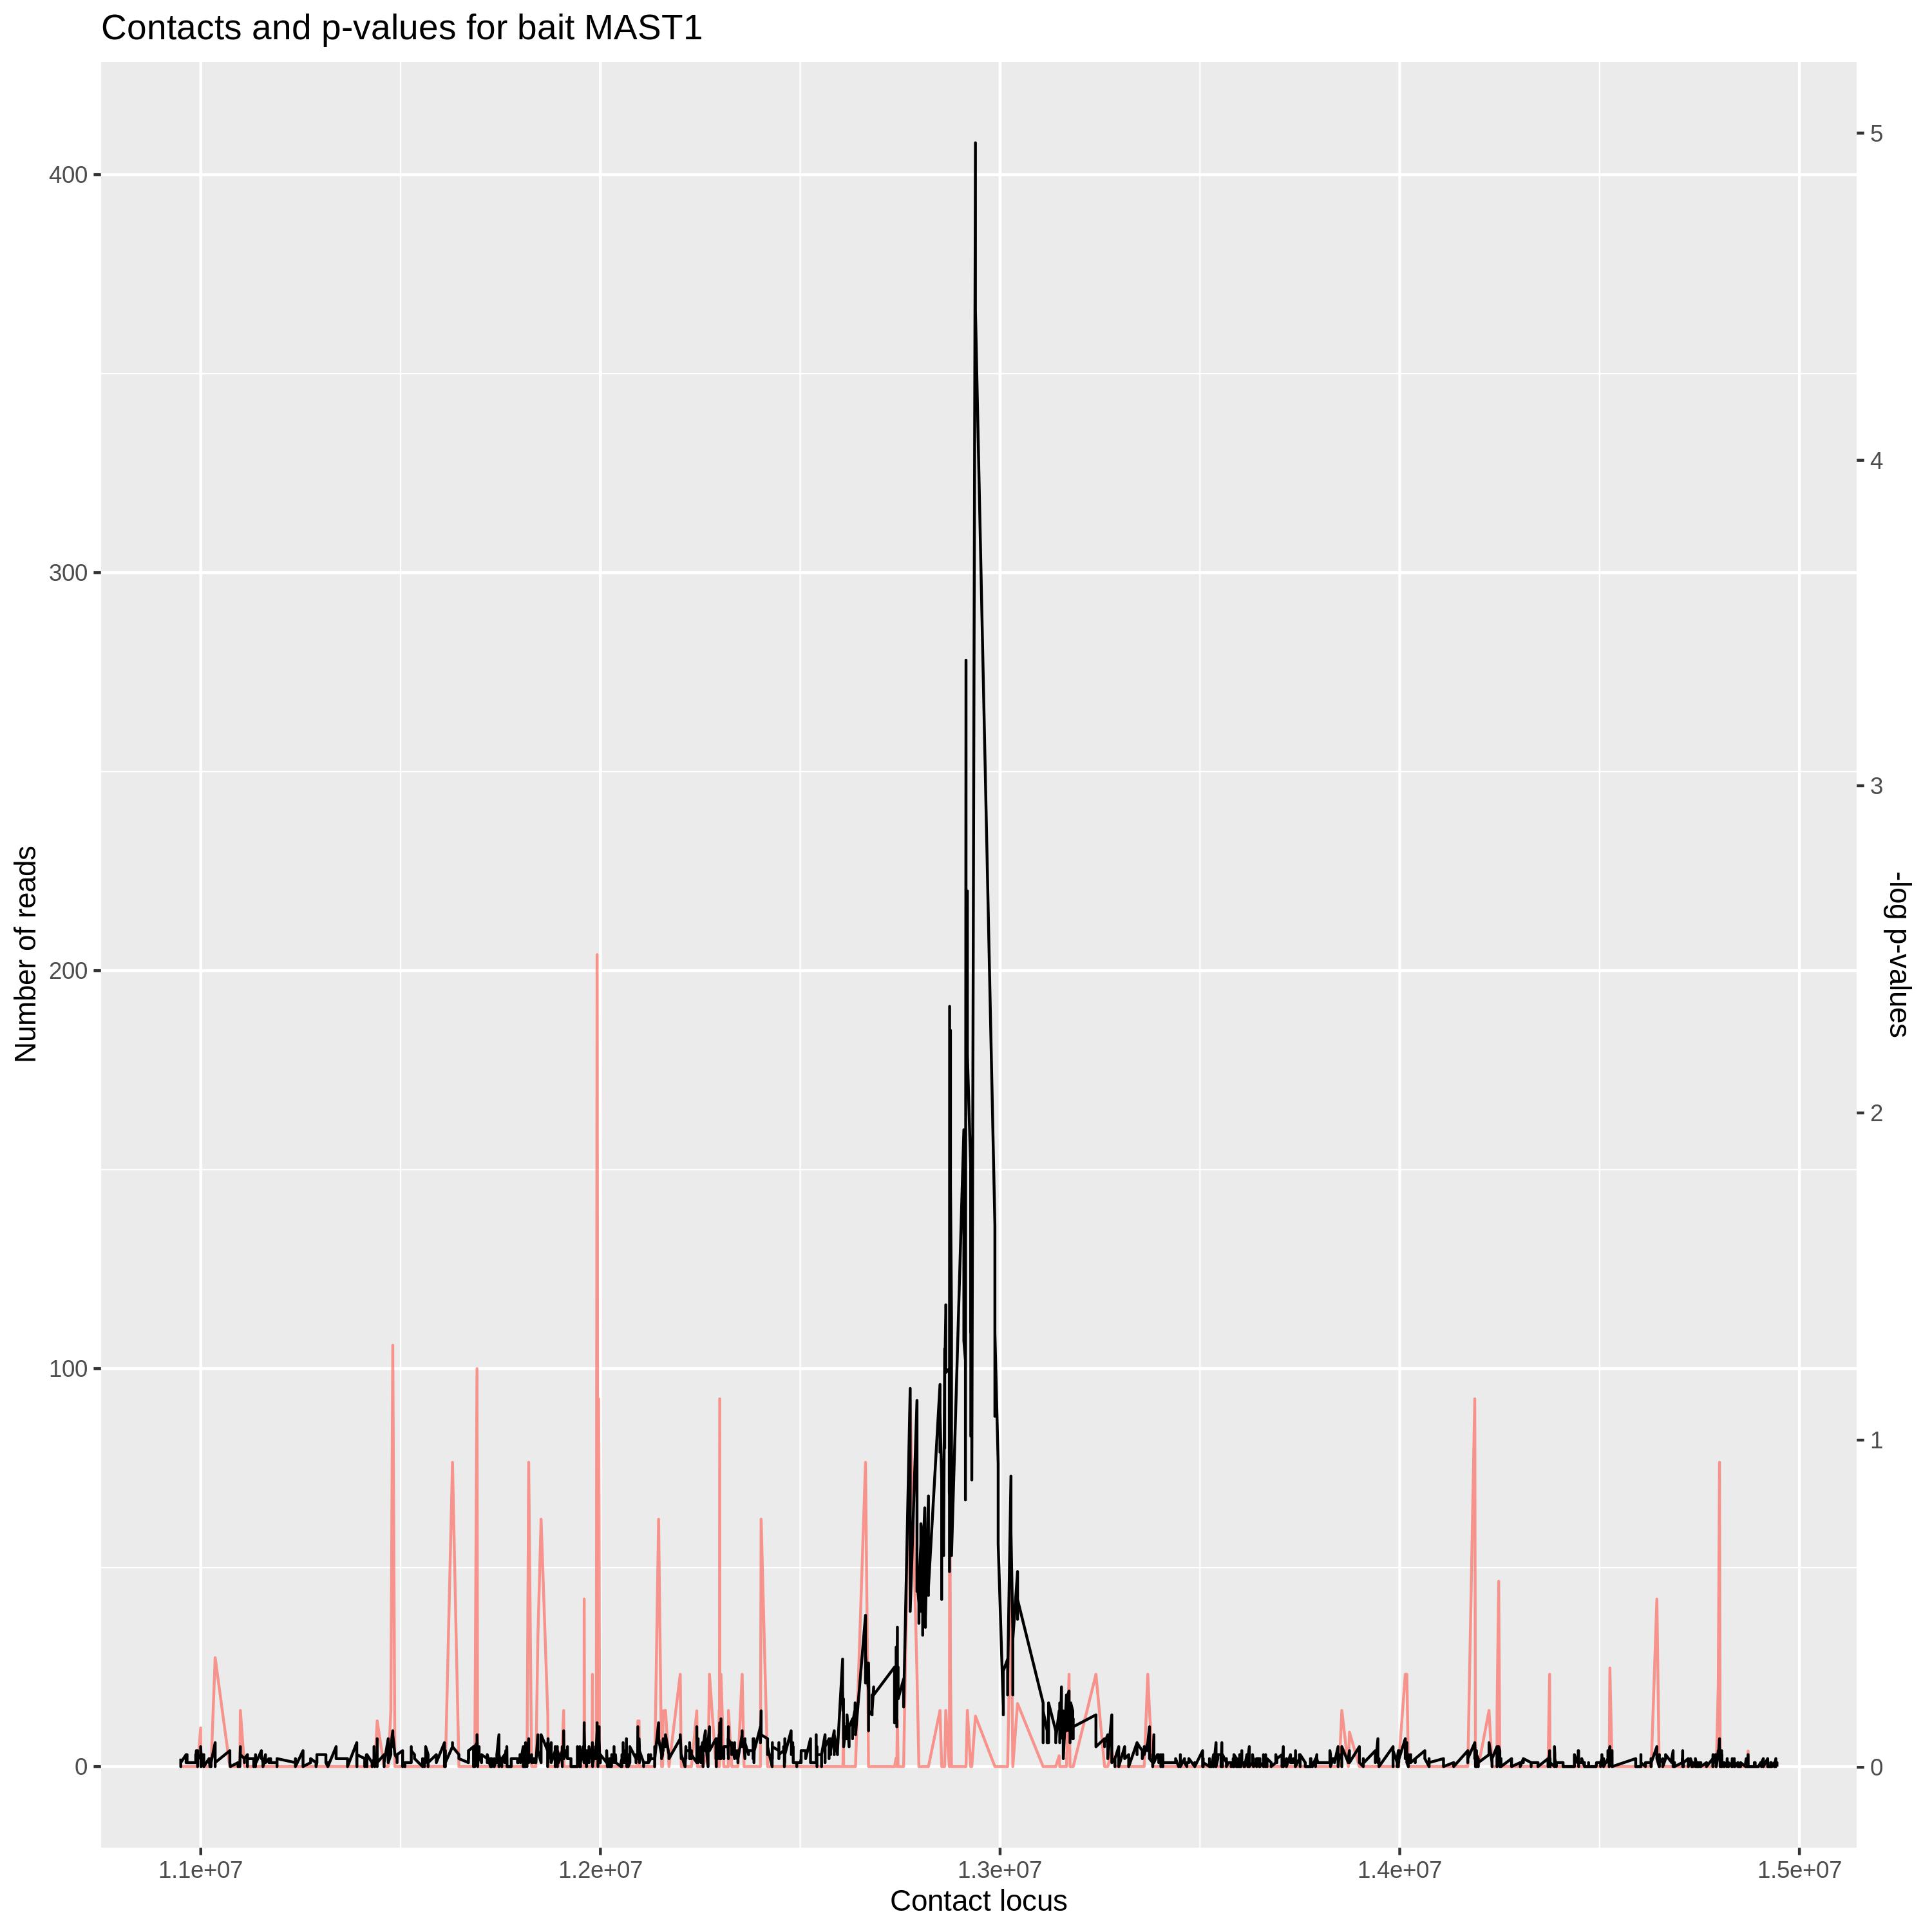 Contacts and p-values for bait MAST1
Number of reads
400
300
200
100
0
5
4
3
2
1
0
-log p-values
1.1e+07 1.2e+07 1.3e+07 1.4e+07 1.5e+07
Contact locus